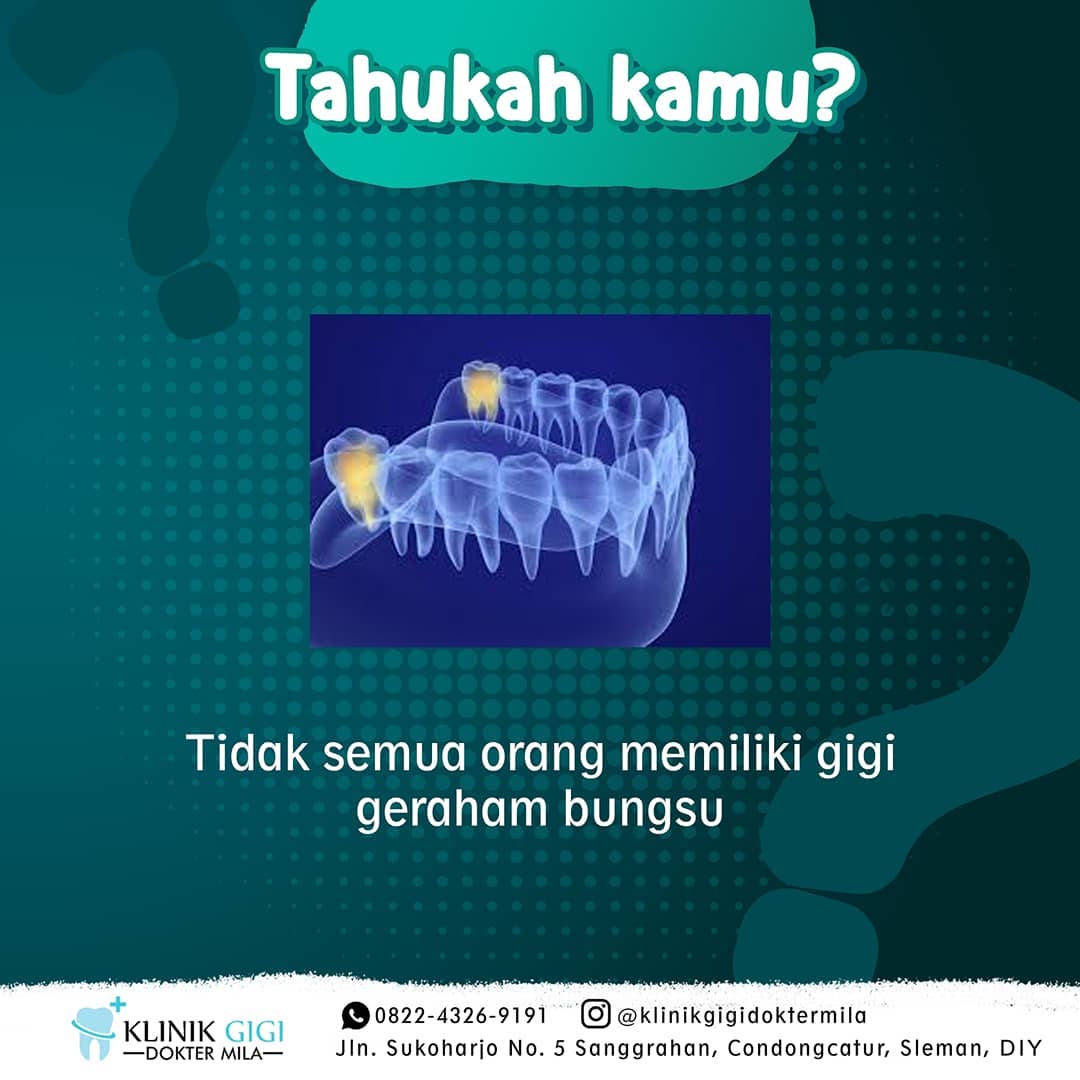 Tahukah kamu?
Tidak semua orang memiliki gigi
geraham bungsu
KLINIK GIGI
DOKTER MILA
0822-4326-9191 @klinikgigidoktermila
Jln. Sukoharjo No. 5 Sanggrahan, Condongcatur, Sleman, DIY